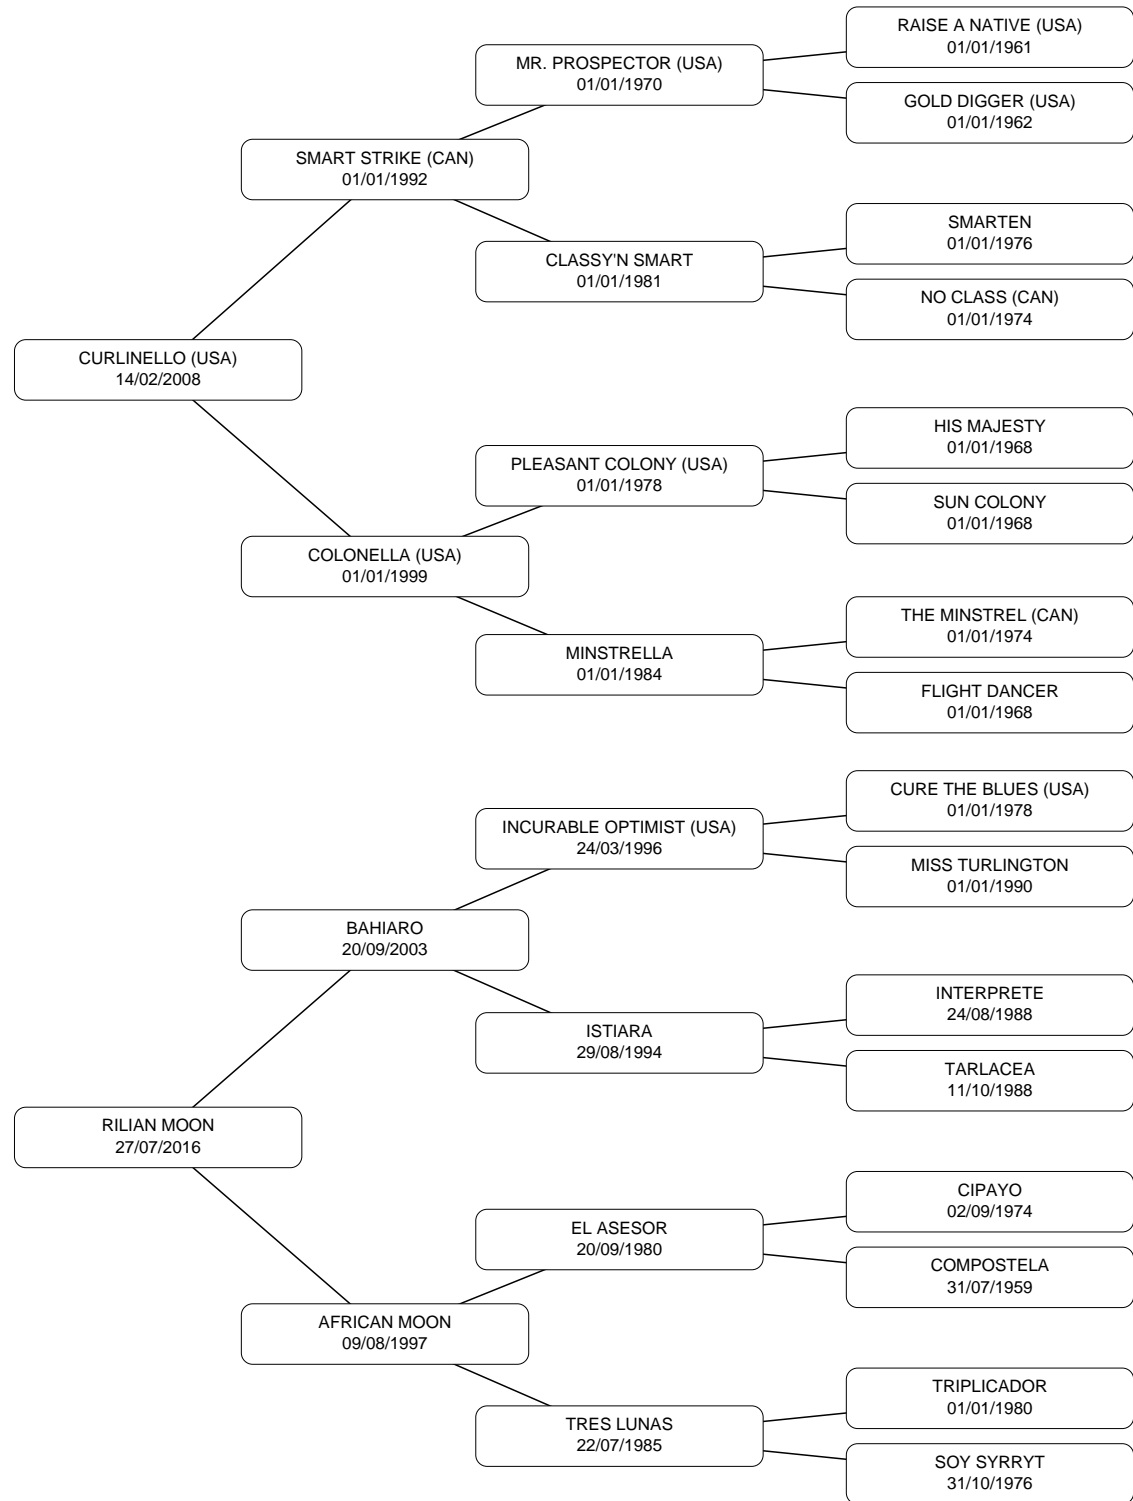 RAISE A NATIVE (USA)
01/01/1961
MR. PROSPECTOR (USA)
01/01/1970
GOLD DIGGER (USA)
01/01/1962
SMART STRIKE (CAN)
01/01/1992
SMARTEN
01/01/1976
CLASSY'N SMART
01/01/1981
NO CLASS (CAN)
01/01/1974
CURLINELLO (USA)
14/02/2008
HIS MAJESTY
01/01/1968
PLEASANT COLONY (USA)
01/01/1978
SUN COLONY
01/01/1968
COLONELLA (USA)
01/01/1999
THE MINSTREL (CAN)
01/01/1974
MINSTRELLA
01/01/1984
FLIGHT DANCER
01/01/1968
CURE THE BLUES (USA)
01/01/1978
INCURABLE OPTIMIST (USA)
24/03/1996
MISS TURLINGTON
01/01/1990
BAHIARO
20/09/2003
INTERPRETE
24/08/1988
ISTIARA
29/08/1994
TARLACEA
11/10/1988
RILIAN MOON
27/07/2016
CIPAYO
02/09/1974
EL ASESOR
20/09/1980
COMPOSTELA
31/07/1959
AFRICAN MOON
09/08/1997
TRIPLICADOR
01/01/1980
TRES LUNAS
22/07/1985
SOY SYRRYT
31/10/1976